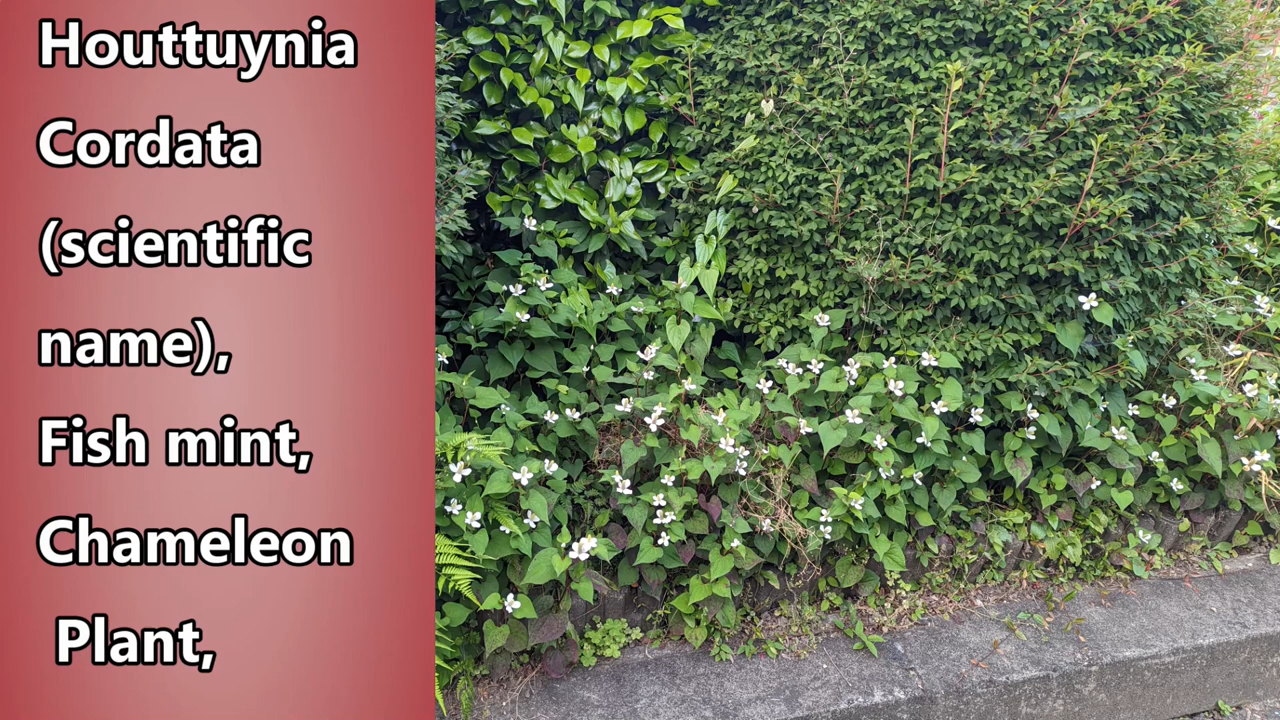 Houttuynia
Cordata
(scientific
name),
Fish mint,
Chameleon
Plant,